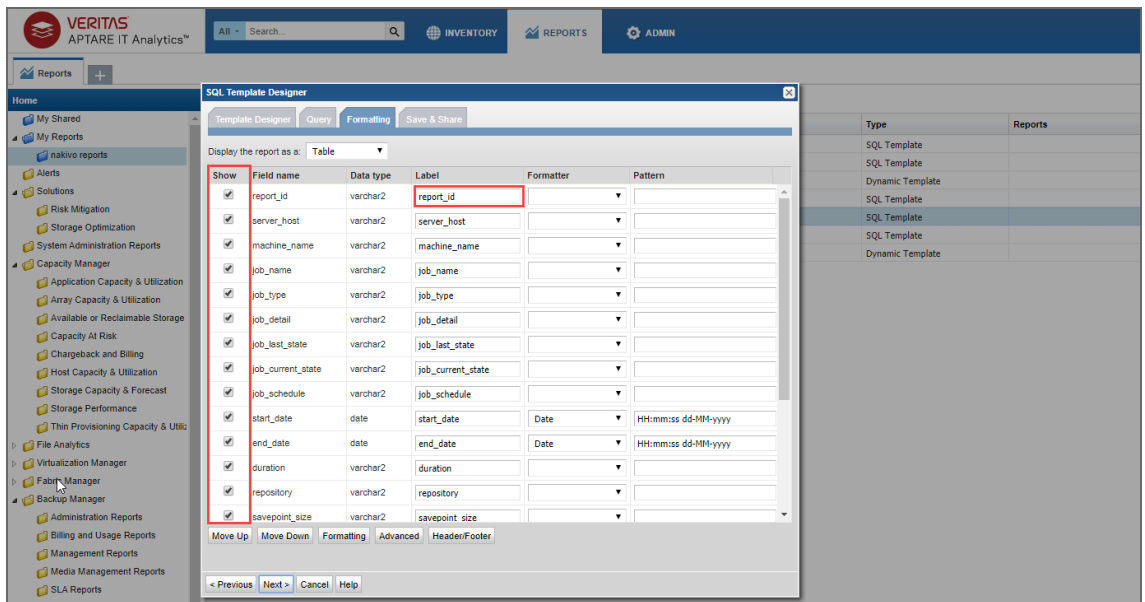 VERITAS
APTARE IT Analytics™
All
Search...
INVENTORY
REPORTS
ADMIN
Reports
Home
My Shared
My Reports
nakivo reports
Alerts
Solutions
Risk Mitigation
Storage Optimization
System Administration Reports
Capacity Manager
Application Capacity & Utilization
Array Capacity & Utilization
Available or Reclaimable Storage
Capacity At Risk
Chargeback and Billing
Host Capacity & Utilization
Storage Capacity & Forecast
Storage Performance
Thin Provisioning Capacity & Utiliz
File Analytics
Virtualization Manager
Fabric Manager
Backup Manager
Administration Reports
Billing and Usage Reports
Management Reports
Media Management Reports
SLA Reports
SQL Template Designer
Template Designer Query Formatting Save & Share
Display the report as a: Table
Show Field name Data type Label Formatter Pattern
report_id varchar2 report_id
server_host varchar2 server_host
machine_name varchar2 machine_name
job_name varchar2 job_name
job_type varchar2 job_type
job_detail varchar2 job_detail
job_last_state varchar2 job_last_state
job_current_state varchar2 job_current_state
job_schedule varchar2 job_schedule
start_date date start_date Date HH:mm:ss dd-MM-yyyy
end_date date end_date Date HH:mm:ss dd-MM-yyyy
duration varchar2 duration
repository varchar2 repository
savepoint_size varchar2 savepoint_size
Move Up Move Down Formatting Advanced Header/Footer
< Previous Next > Cancel Help
Type Reports
SQL Template
SQL Template
Dynamic Template
SQL Template
SQL Template
SQL Template
Dynamic Template